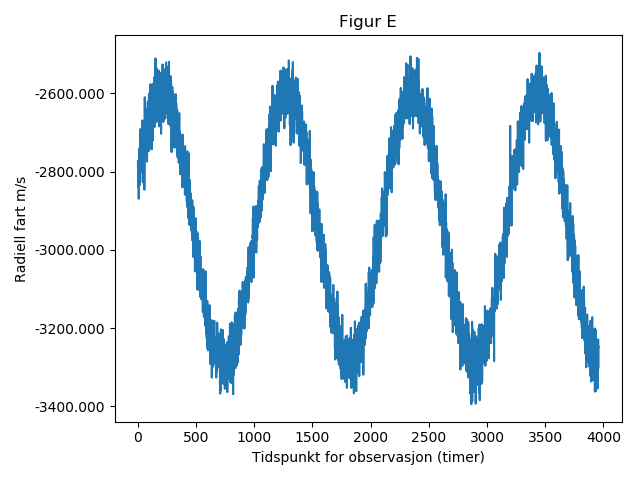 Figur E
-2600.000
-2800.000
-3000.000
-3200.000
-3400.000
Radiell fart m/s
0 500 1000 1500 2000 2500 3000 3500 4000
Tidspunkt for observasjon (timer)